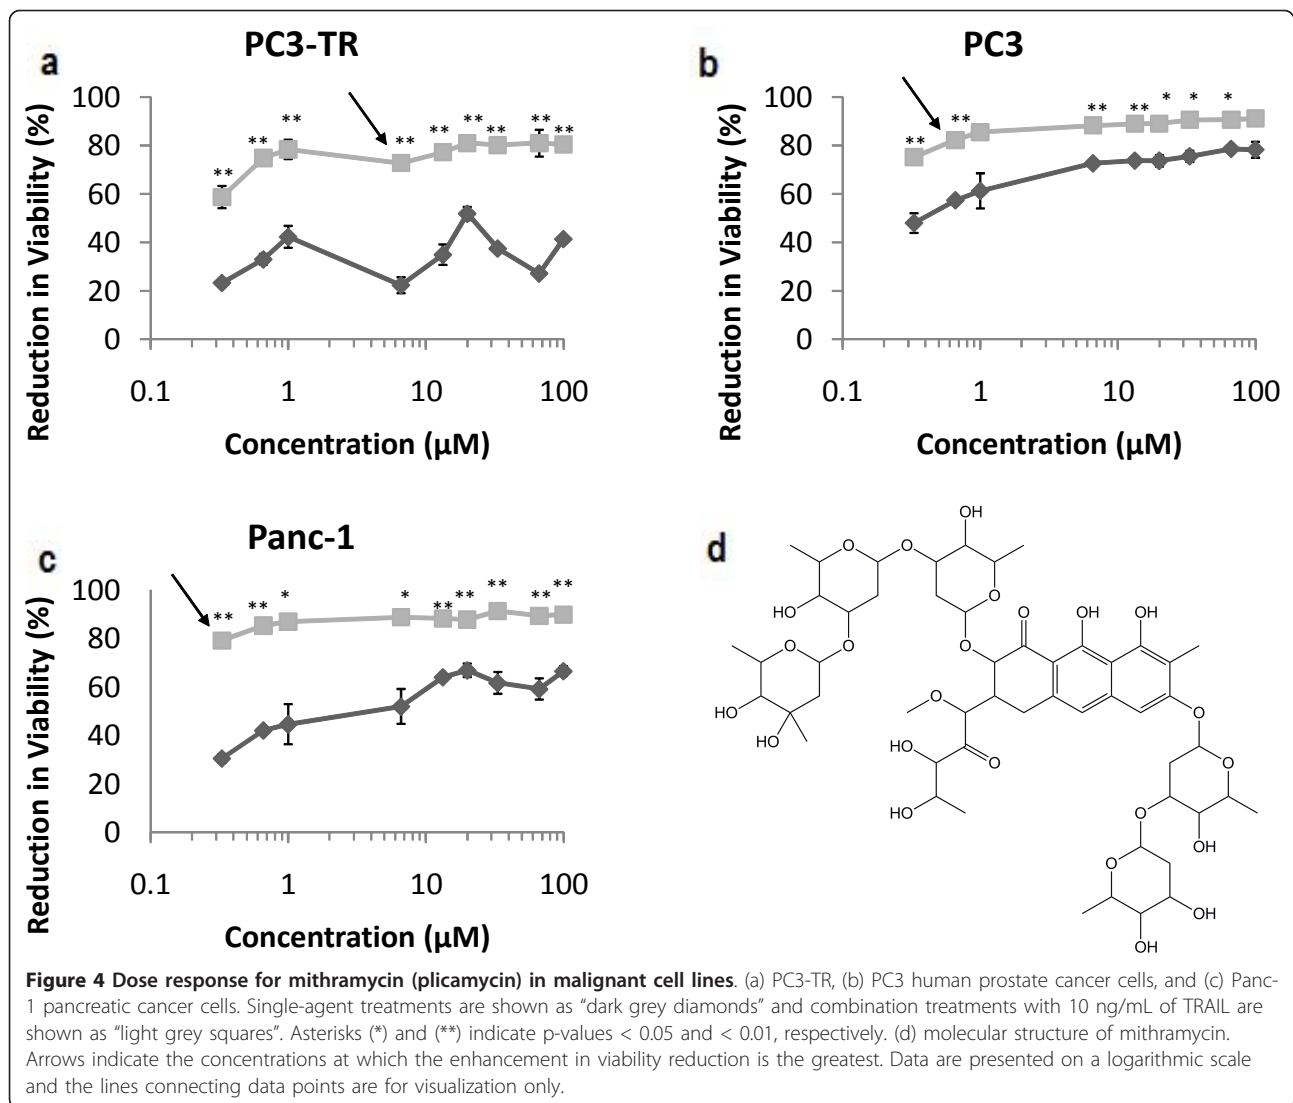 a
PC3-TR
Reduction in Viability (%)
100
80
60
40
20
0
** ** ** ** ** ** ** ** **
0.1 1 10 100
Concentration (µM)
b
PC3
Reduction in Viability (%)
100
80
60
40
20
0
** ** ** ** * * *
0.1 1 10 100
Concentration (µM)
c
Panc-1
Reduction in Viability (%)
100
80
60
40
20
0
** ** * * ** ** ** ** **
0.1 1 10 100
Concentration (µM)
d
OH
O O
O
HO
O
O O O OH OH
O
HO
HO
O
HO
O
HO
O
O
O
OH
O
OH
OH
Figure 4 Dose response for mithramycin (plicamycin) in malignant cell lines. (a) PC3-TR, (b) PC3 human prostate cancer cells, and (c) Panc-
1 pancreatic cancer cells. Single-agent treatments are shown as “dark grey diamonds” and combination treatments with 10 ng/mL of TRAIL are
shown as “light grey squares”. Asterisks (*) and (**) indicate p-values < 0.05 and < 0.01, respectively. (d) molecular structure of mithramycin.
Arrows indicate the concentrations at which the enhancement in viability reduction is the greatest. Data are presented on a logarithmic scale
and the lines connecting data points are for visualization only.